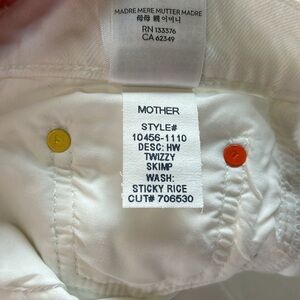 MADRE MERE MUTTER MADRE
母母 親 어머니
RN 133376
CA 62349
MOTHER
STYLE#
10456-1110
DESC: HW
TWIZZY
SKIMP
WASH:
STICKY RICE
CUT# 706530